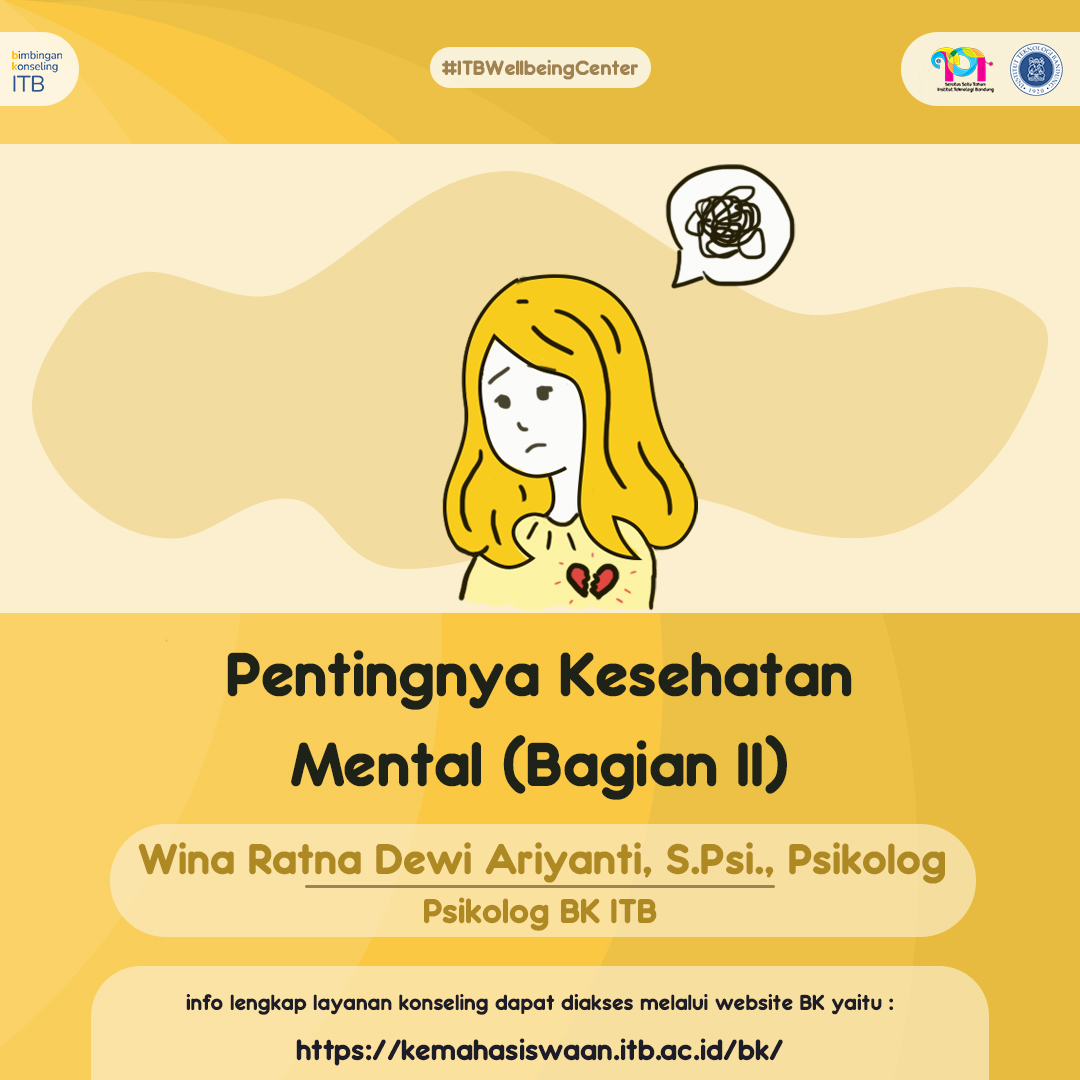 bimbingan
konseling
ITB
#ITBWellbeingCenter
101
Seratus Satu Tahun
Institut Teknologi Bandung
INSTITUT TEKNOLOGI BANDUNG
1920
Pentingnya Kesehatan
Mental (Bagian II)
Wina Ratna Dewi Ariyanti, S.Psi., Psikolog
Psikolog BK ITB
info lengkap layanan konseling dapat diakses melalui website BK yaitu :
https://kemahasiswaan.itb.ac.id/bk/